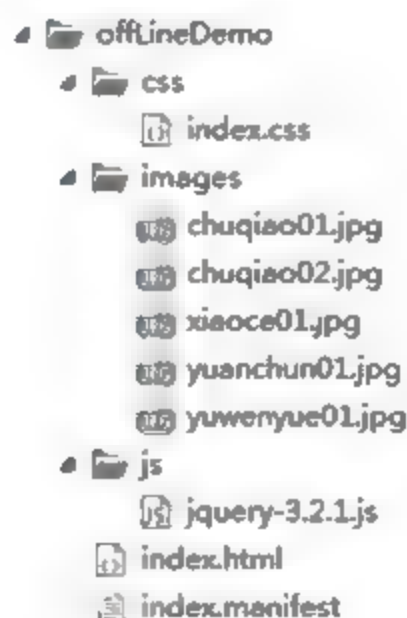 offLineDemo
css
index.css
images
chuqiao01.jpg
chuqiao02.jpg
xiaoce01.jpg
yuanchun01.jpg
yuwenyue01.jpg
js
jquery-3.2.1.js
index.html
index.manifest